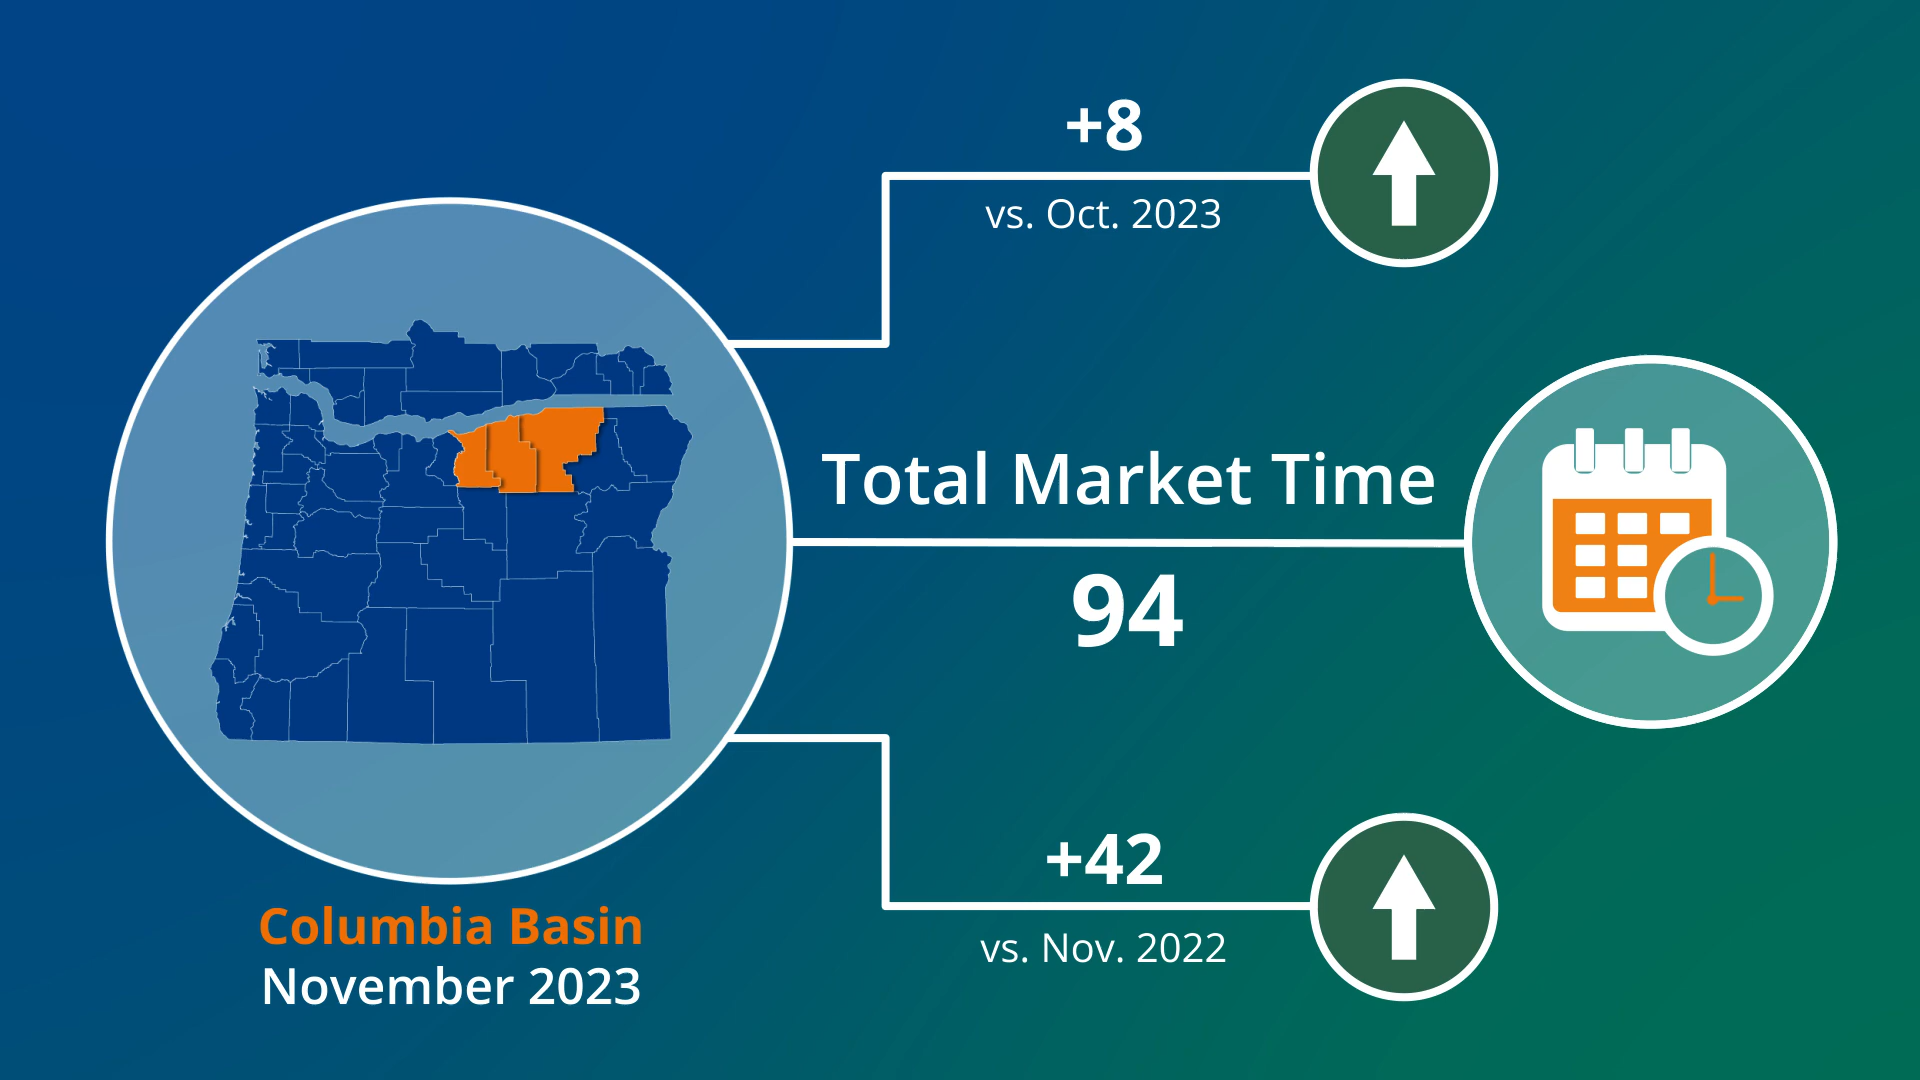 +8
vs. Oct. 2023
Total Market Time
94
+42
vs. Nov. 2022
Columbia Basin
November 2023